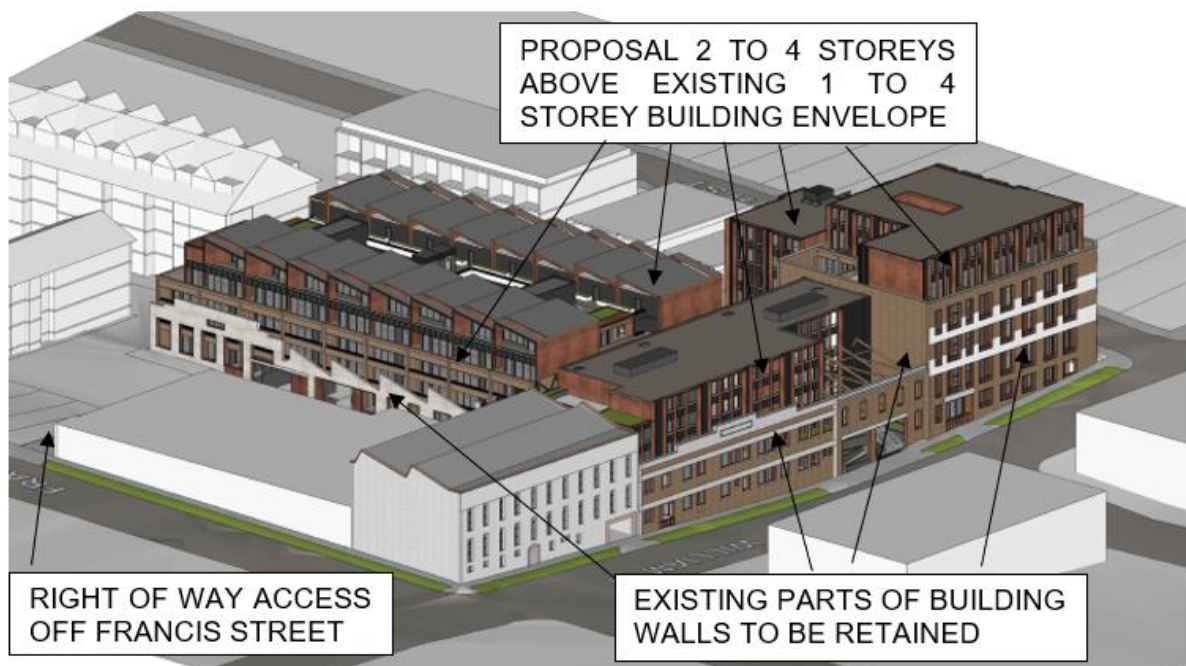 PROPOSAL 2 TO 4 STOREYS
ABOVE EXISTING 1 TO 4
STOREY BUILDING ENVELOPE
RIGHT OF WAY ACCESS
OFF FRANCIS STREET
EXISTING PARTS OF BUILDING
WALLS TO BE RETAINED